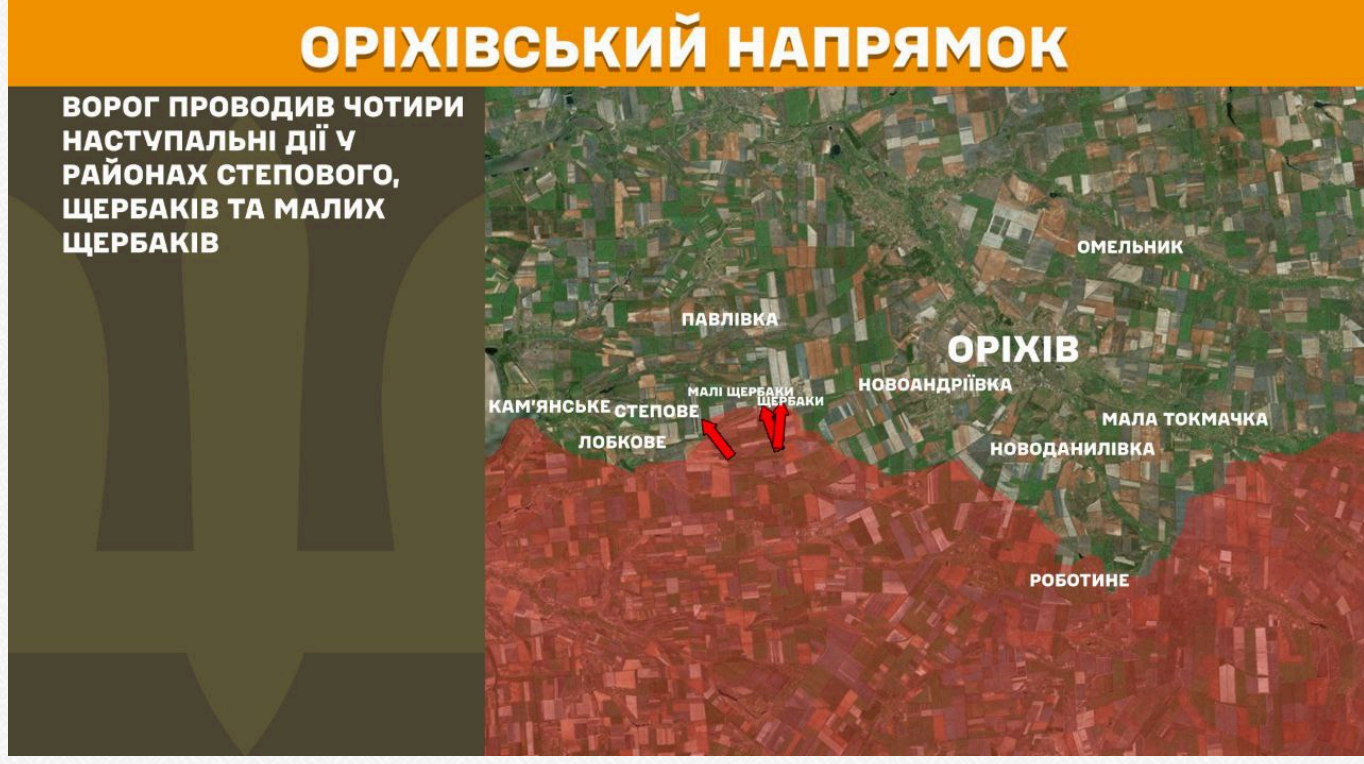 ОРІХІВСЬКИЙ НАПРЯМОК
ВОРОГ ПРОВОДИВ ЧОТИРИ
НАСТУПАЛЬНІ ДІЇ У
РАЙОНАХ СТЕПОВОГО,
ЩЕРБАКІВ ТА МАЛИХ
ЩЕРБАКІВ
ОМЕЛЬНИК
ПАВЛІВКА
ОРІХІВ
НОВОАНДРІЇВКА
МАЛІ ЩЕРБАКИ
ЩЕРБАКИ
КАМ'ЯНСЬКЕ
СТЕПОВЕ
МАЛА ТОКМАЧКА
ЛОБКОВЕ
НОВОДАНИЛІВКА
РОБОТИНЕ